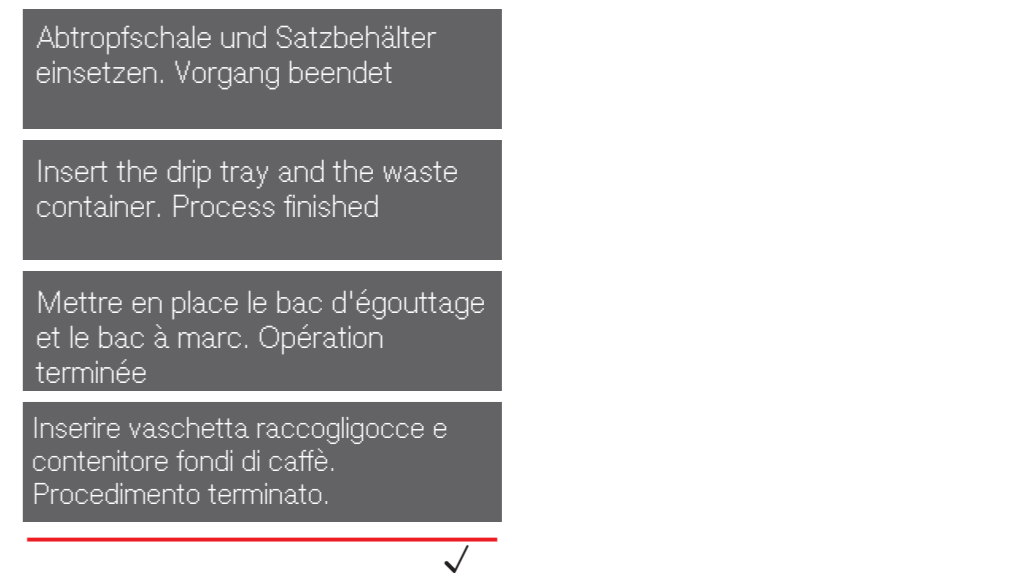 Abtropfschale und Satzbehälter
einsetzen. Vorgang beendet
Insert the drip tray and the waste
container. Process finished
Mettre en place le bac d'égouttage
et le bac à marc. Opération
terminée
Inserire vaschetta raccogligocce e
contenitore fondi di caffè.
Procedimento terminato.